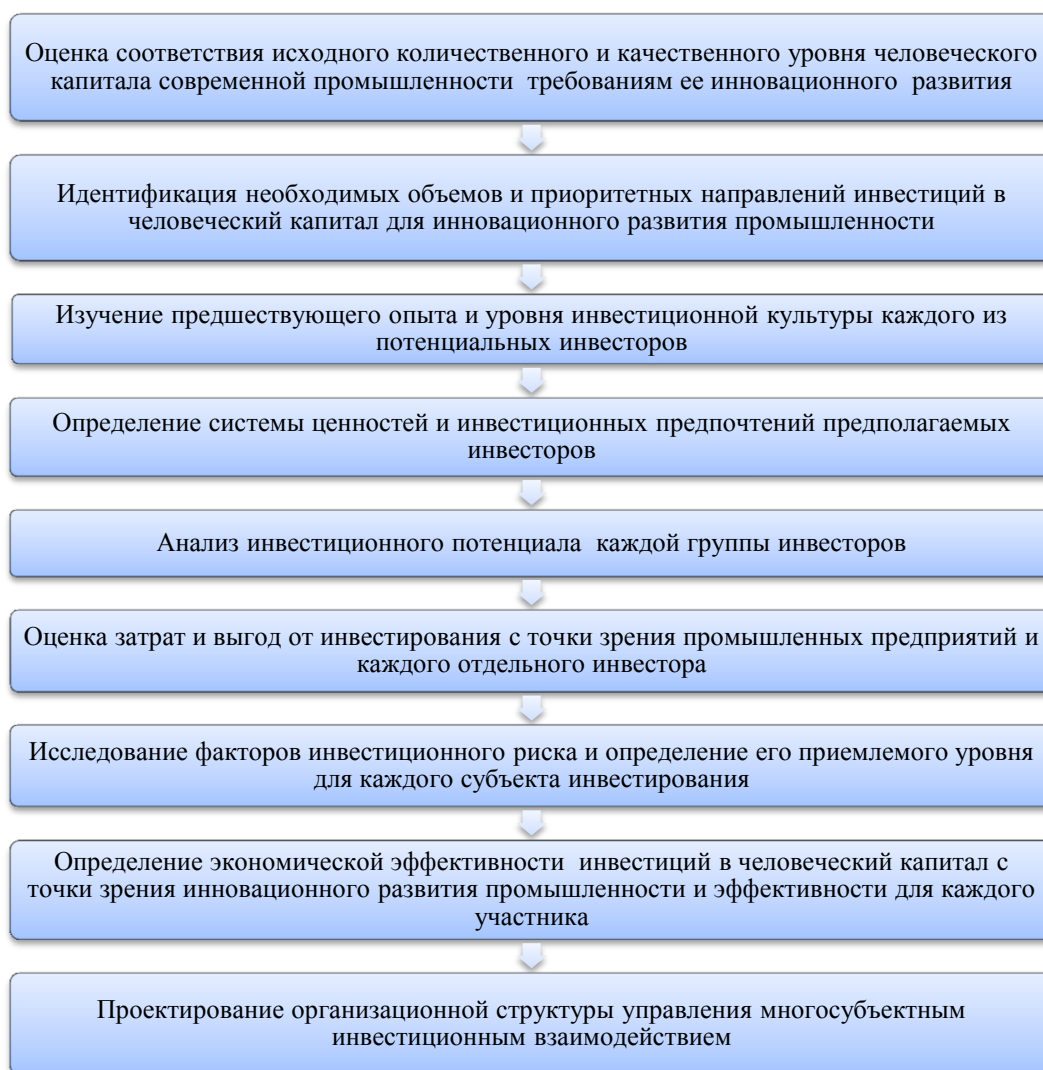 Оценка соответствия исходного количественного и качественного уровня человеческого
капитала современной промышленности требованиям ее инновационного развития
Идентификация необходимых объемов и приоритетных направлений инвестиций в
человеческий капитал для инновационного развития промышленности
Изучение предшествующего опыта и уровня инвестиционной культуры каждого из
потенциальных инвесторов
Определение системы ценностей и инвестиционных предпочтений предполагаемых
инвесторов
Анализ инвестиционного потенциала каждой группы инвесторов
Оценка затрат и выгод от инвестирования с точки зрения промышленных предприятий и
каждого отдельного инвестора
Исследование факторов инвестиционного риска и определение его приемлемого уровня
для каждого субъекта инвестирования
Определение экономической эффективности инвестиций в человеческий капитал с
точки зрения инновационного развития промышленности и эффективности для каждого
участника
Проектирование организационной структуры управления многосубъектным
инвестиционным взаимодействием